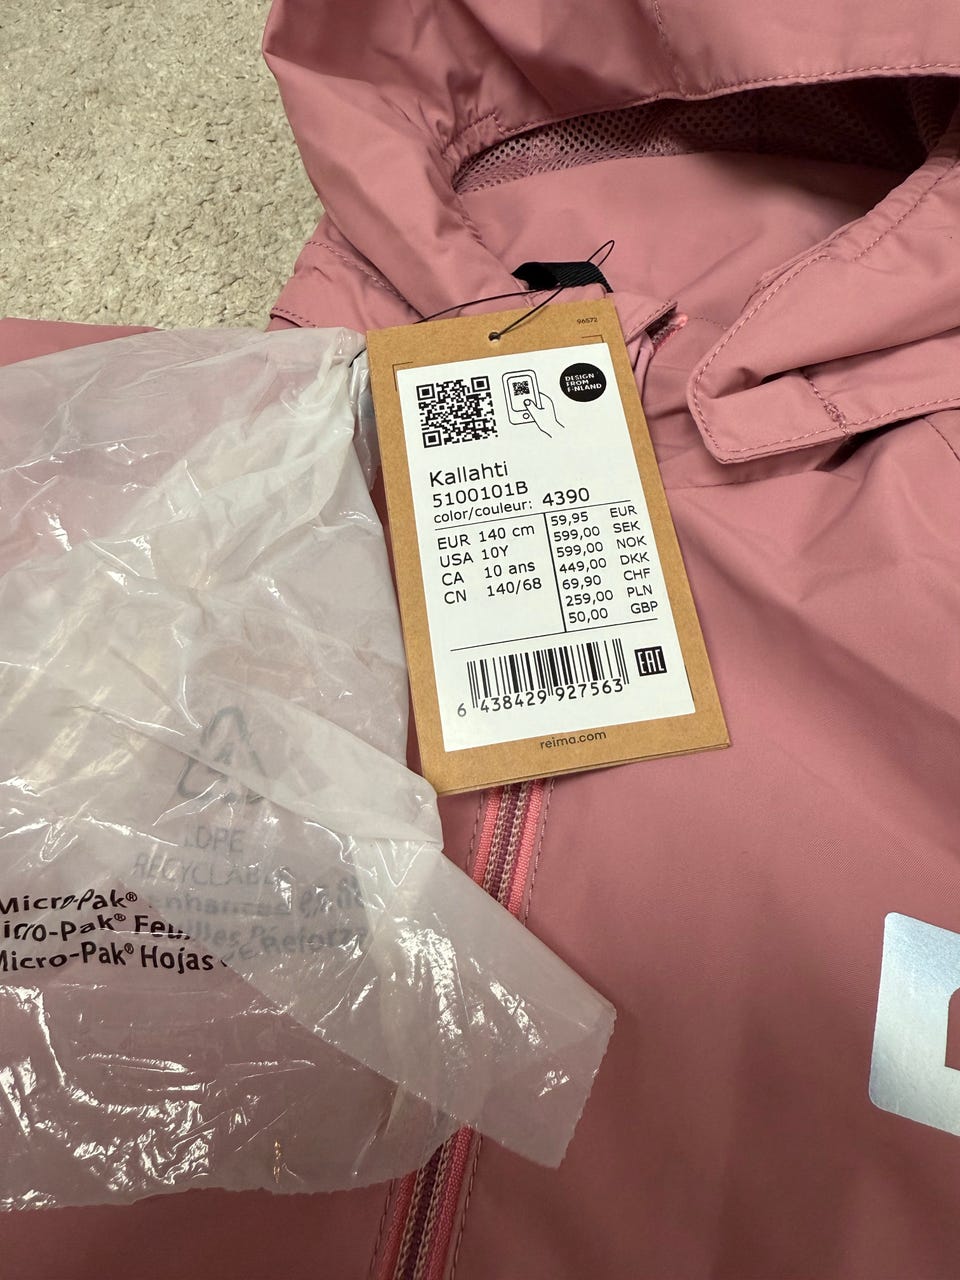 96572
DESIGN
FROM
FINLAND
Kallahti
5100101B
color/couleur: 4390
EUR 140 cm
USA 10Y
CA 10 ans
CN 140/68
59,95 EUR
599,00 SEK
599,00 NOK
449,00 DKK
69,90 CHF
259,00 PLN
50,00 GBP
6 438429 927563
EAC
reima.com
LDPE
RECYCLABLE
Micro-Pak®
Micro-Pak®
Micro-Pak® Hojas